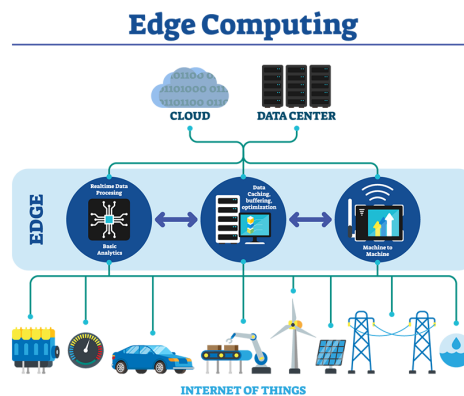 Edge Computing
CLOUD
DATA CENTER
EDGE
Realtime Data
Procesing
Basic
Analytics
Data
Caching,
buffering,
optimization
Machine to
Machine
INTERNET OF THINGS